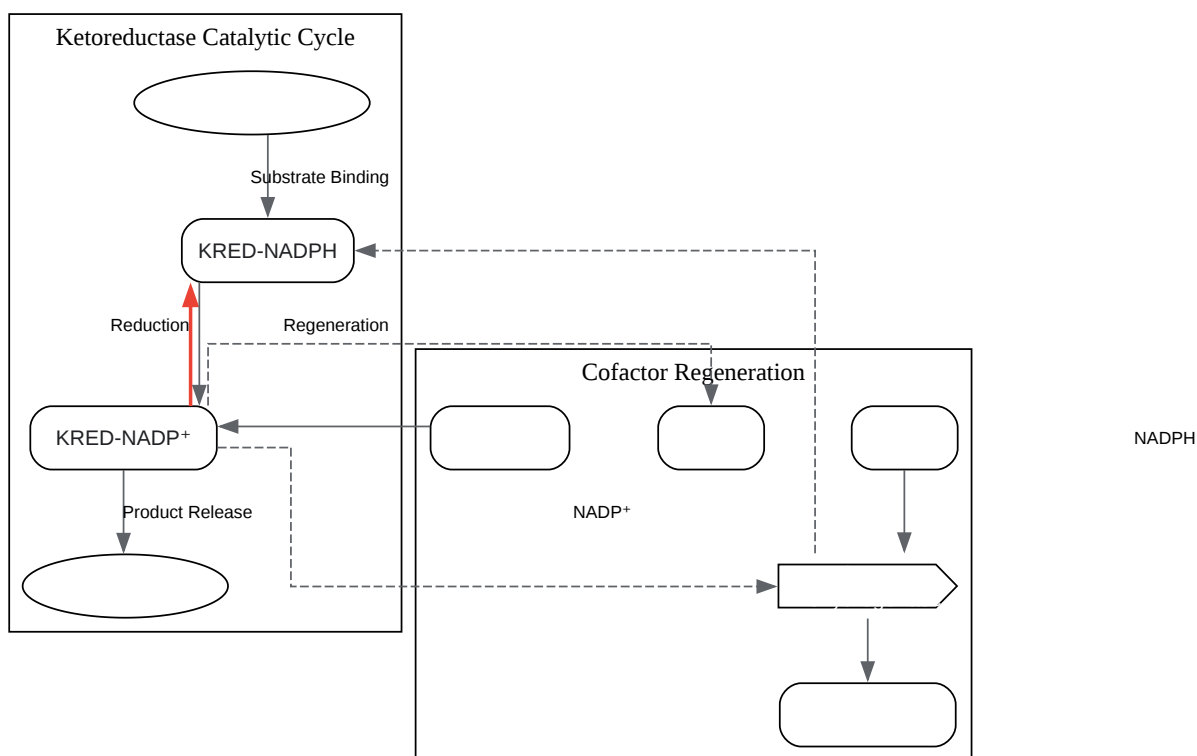 Ketoreductase Catalytic Cycle
Substrate Binding
KRED-NADPH
Reduction
Regeneration
Cofactor Regeneration
KRED-NADP⁺
NADPH
Product Release
NADP⁺